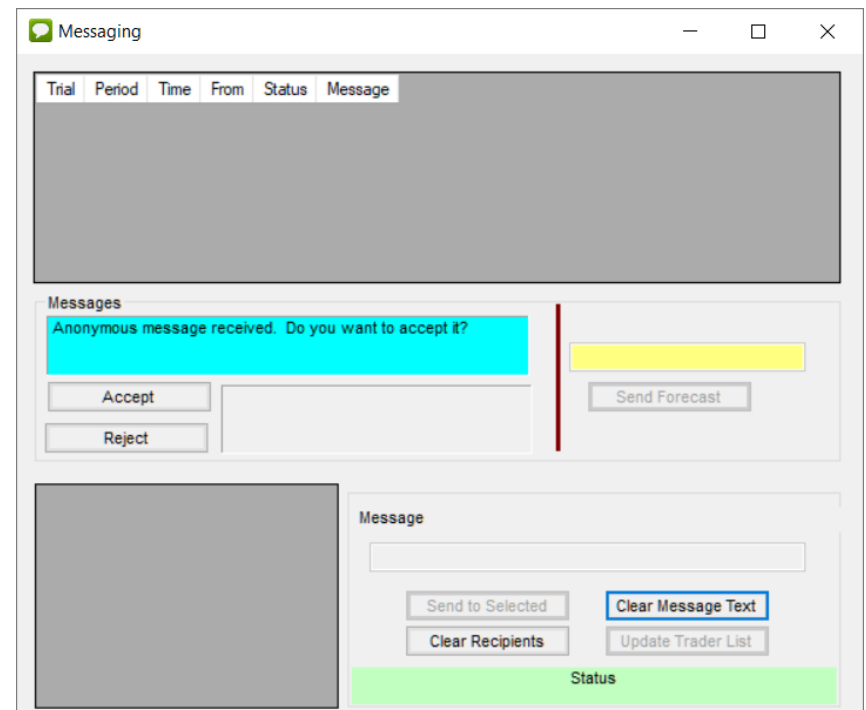 Messaging
Trial Period Time From Status Message
Messages
Anonymous message received. Do you want to accept it?
Accept
Send Forecast
Reject
Message
Send to Selected Clear Message Text
Clear Recipients Update Trader List
Status